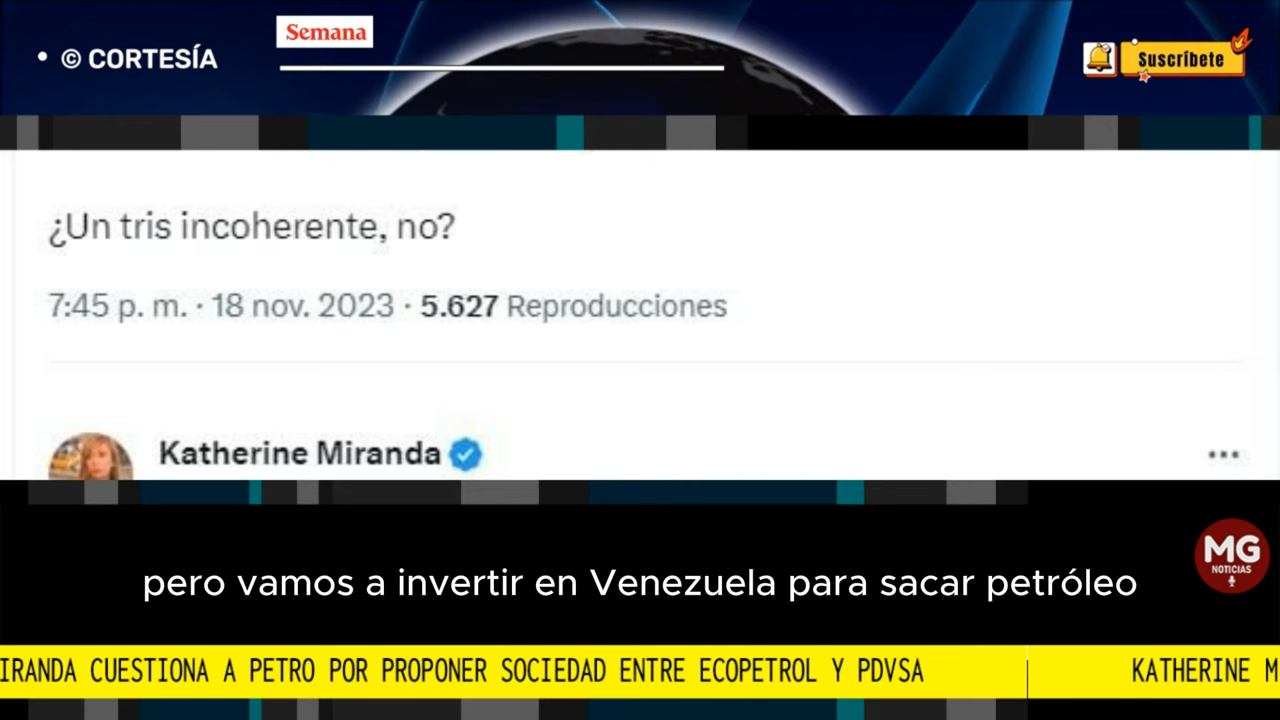 Semana
• © CORTESÍA
Suscríbete
¿Un tris incoherente, no?
7:45 p. m. · 18 nov. 2023 · 5.627 Reproducciones
Katherine Miranda
MG
NOTICIAS
pero vamos a invertir en Venezuela para sacar petróleo
IRANDA CUESTIONA A PETRO POR PROPONER SOCIEDAD ENTRE ECOPETROL Y PDVSA
KATHERINE M